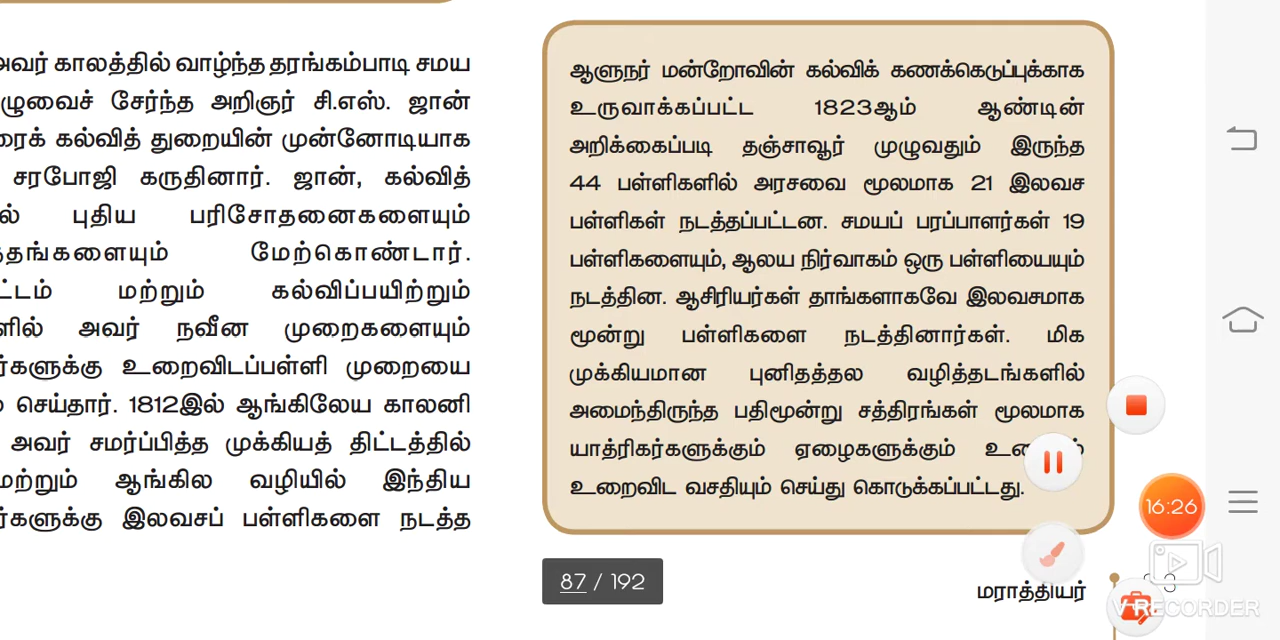 அவர் காலத்தில் வாழ்ந்த தரங்கம்பாடி சமய
சேர்ந்த அறிஞர் சி.எஸ். ஜான்
கல்வித் துறையின் முன்னோடியாக
சரபோஜி கருதினார். ஜான், கல்வித்
புதிய பரிசோதனைகளையும்
மேற்கொண்டார்.
மற்றும் கல்விப்பயிற்றும்
அவர் நவீன முறைகளையும்
உறைவிடப்பள்ளி முறையை
செய்தார். 1812இல் ஆங்கிலேய காலனி
அவர் சமர்ப்பித்த முக்கியத் திட்டத்தில்
மற்றும் ஆங்கில வழியில் இந்திய
இலவசப் பள்ளிகளை நடத்த
ஆளுநர் மன்றோவின் கல்விக் கணக்கெடுப்புக்காக
உருவாக்கப்பட்ட 1823ஆம் ஆண்டின்
அறிக்கைப்படி தஞ்சாவூர் முழுவதும் இருந்த
44 பள்ளிகளில் அரசவை மூலமாக 21 இலவச
பள்ளிகள் நடத்தப்பட்டன. சமயப் பரப்பாளர்கள் 19
பள்ளிகளையும், ஆலய நிர்வாகம் ஒரு பள்ளியையும்
நடத்தின. ஆசிரியர்கள் தாங்களாகவே இலவசமாக
மூன்று பள்ளிகளை நடத்தினார்கள். மிக
முக்கியமான புனிதத்தல வழித்தடங்களில்
அமைந்திருந்த பதிமூன்று சத்திரங்கள் மூலமாக
யாத்ரிகர்களுக்கும் ஏழைகளுக்கும்
உறைவிட வசதியும் செய்து கொடுக்கப்பட்டது.
16:26
87 / 192
மராத்தியர்
V RECORDER